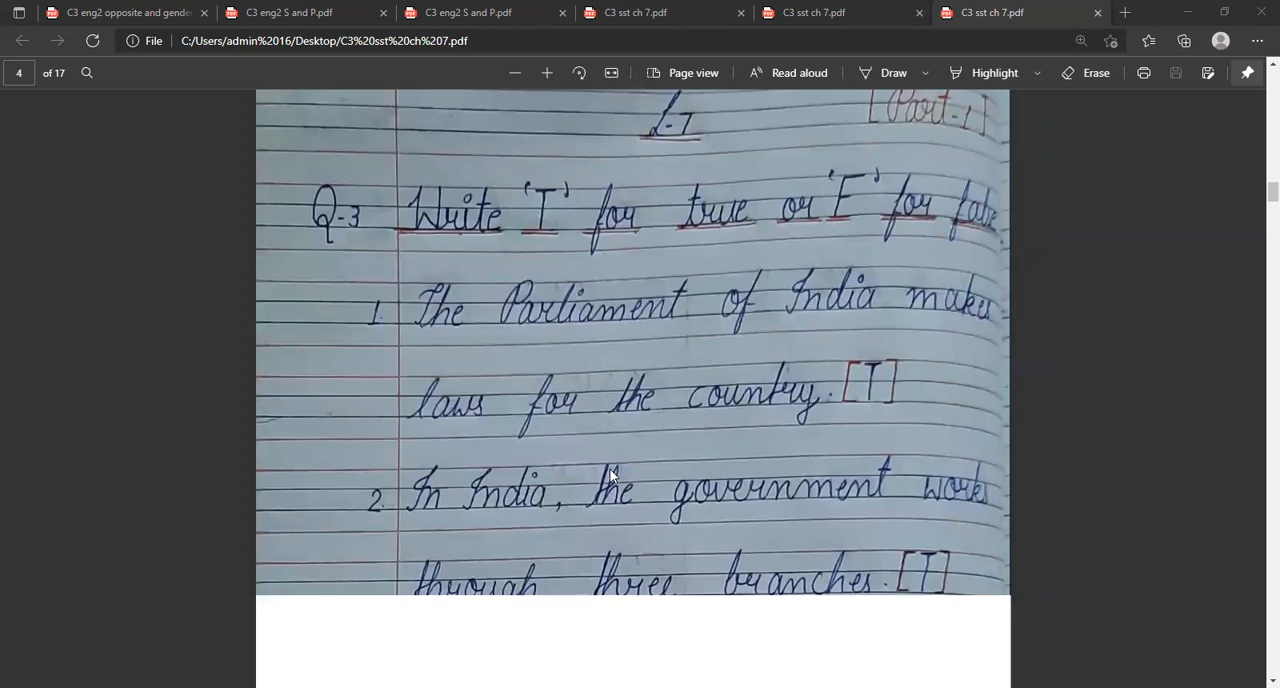 C3 eng2 opposite and gende
C3 eng2 S and P.pdf
C3 eng2 S and P.pdf
C3 sst ch 7.pdf
C3 sst ch 7.pdf
C3 sst ch 7.pdf
File C:/Users/admin%2016/Desktop/C3%20sst%20ch%207.pdf
4 of 17 Page view Read aloud Draw Highlight Erase
L-7 [Part-1]
Q-3 Write 'T' for true or 'F' for false
1. The Parliament of India makes
laws for the country. [T]
2. In India, the government works
through three branches. [T]